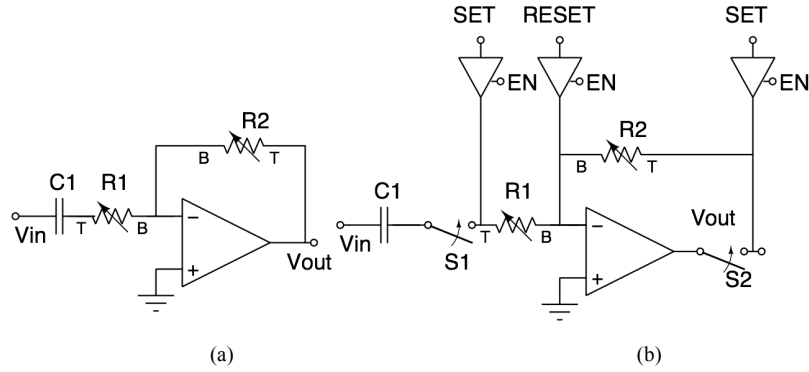 SET RESET SET
EN EN EN
R2
B T
C1 R1
Vin T B
−
+
Vout
(a)
R2
B T
C1 R1
Vin S1 T B
−
+
Vout
S2
(b)